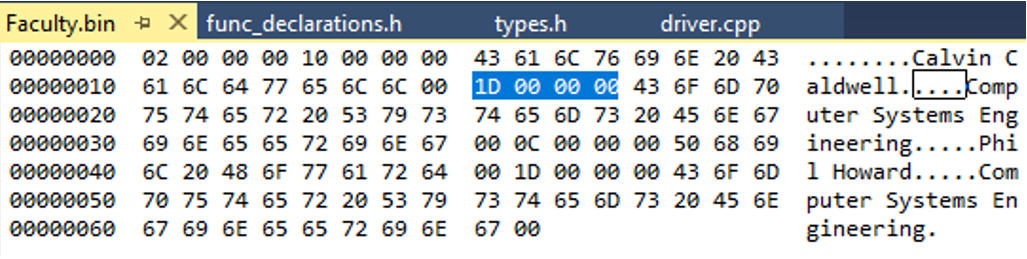 Faculty.bin func_declarations.h types.h driver.cpp
00000000 02 00 00 00 10 00 00 00 43 61 6C 76 69 6E 20 43 ........Calvin C
00000010 61 6C 64 77 65 6C 6C 00 1D 00 00 00 43 6F 6D 70 aldwell.....Comp
00000020 75 74 65 72 20 53 79 73 74 65 6D 73 20 45 6E 67 uter Systems Eng
00000030 69 6E 65 65 72 69 6E 67 00 0C 00 00 00 50 68 69 ineering.....Phi
00000040 6C 20 48 6F 77 61 72 64 00 1D 00 00 00 43 6F 6D l Howard.....Com
00000050 70 75 74 65 72 20 53 79 73 74 65 6D 73 20 45 6E puter Systems En
00000060 67 69 6E 65 65 72 69 6E 67 00 gineering.